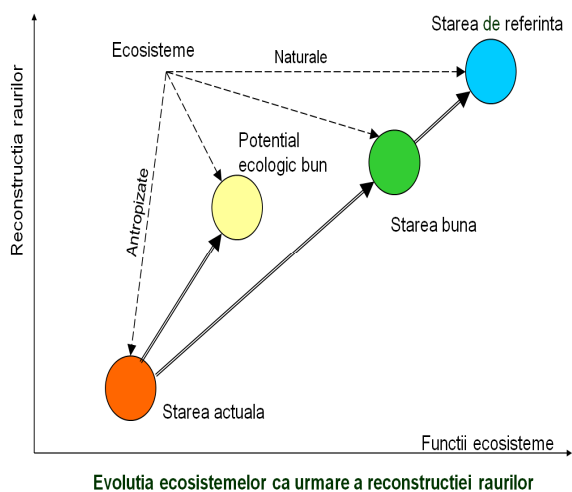 Starea de referinta
Ecosisteme
Naturale
Potential
ecologic bun
Reconstructia raurilor
Antropizate
Starea buna
Starea actuala
Functii ecosisteme
Evolutia ecosistemelor ca urmare a reconstructiei raurilor